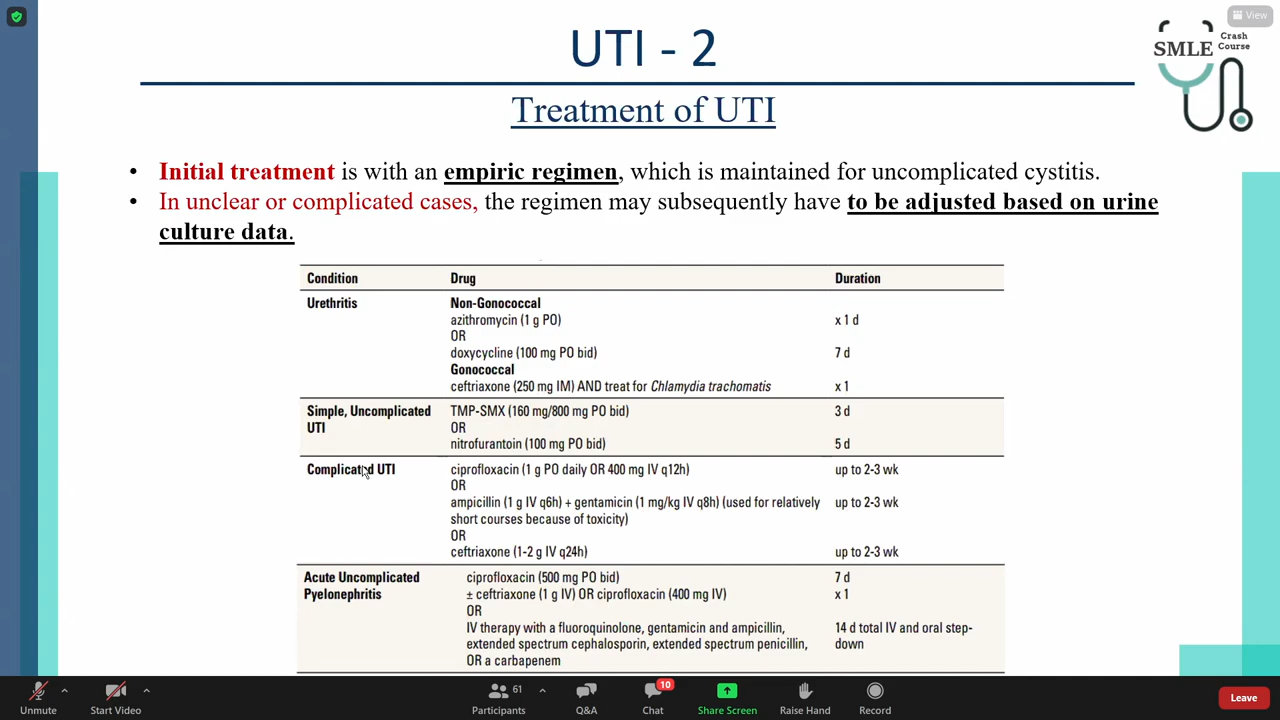 View
UTI - 2
SMLE Crash Course
Treatment of UTI
• Initial treatment is with an empiric regimen, which is maintained for uncomplicated cystitis.
• In unclear or complicated cases, the regimen may subsequently have to be adjusted based on urine
culture data.
Condition Drug Duration
Urethritis Non-Gonococcal
azithromycin (1 g PO) x 1 d
OR
doxycycline (100 mg PO bid) 7 d
Gonococcal
ceftriaxone (250 mg IM) AND treat for Chlamydia trachomatis x 1
Simple, Uncomplicated TMP-SMX (160 mg/800 mg PO bid) 3 d
UTI OR
nitrofurantoin (100 mg PO bid) 5 d
Complicated UTI ciprofloxacin (1 g PO daily OR 400 mg IV q12h) up to 2-3 wk
OR
ampicillin (1 g IV q6h) + gentamicin (1 mg/kg IV q8h) (used for relatively up to 2-3 wk
short courses because of toxicity)
OR
ceftriaxone (1-2 g IV q24h) up to 2-3 wk
Acute Uncomplicated ciprofloxacin (500 mg PO bid) 7 d
Pyelonephritis ± ceftriaxone (1 g IV) OR ciprofloxacin (400 mg IV) x 1
OR
IV therapy with a fluoroquinolone, gentamicin and ampicillin, 14 d total IV and oral step-
extended spectrum cephalosporin, extended spectrum penicillin, down
OR a carbapenem
61 10
Unmute Start Video Participants Q&A Chat Share Screen Raise Hand Record Leave